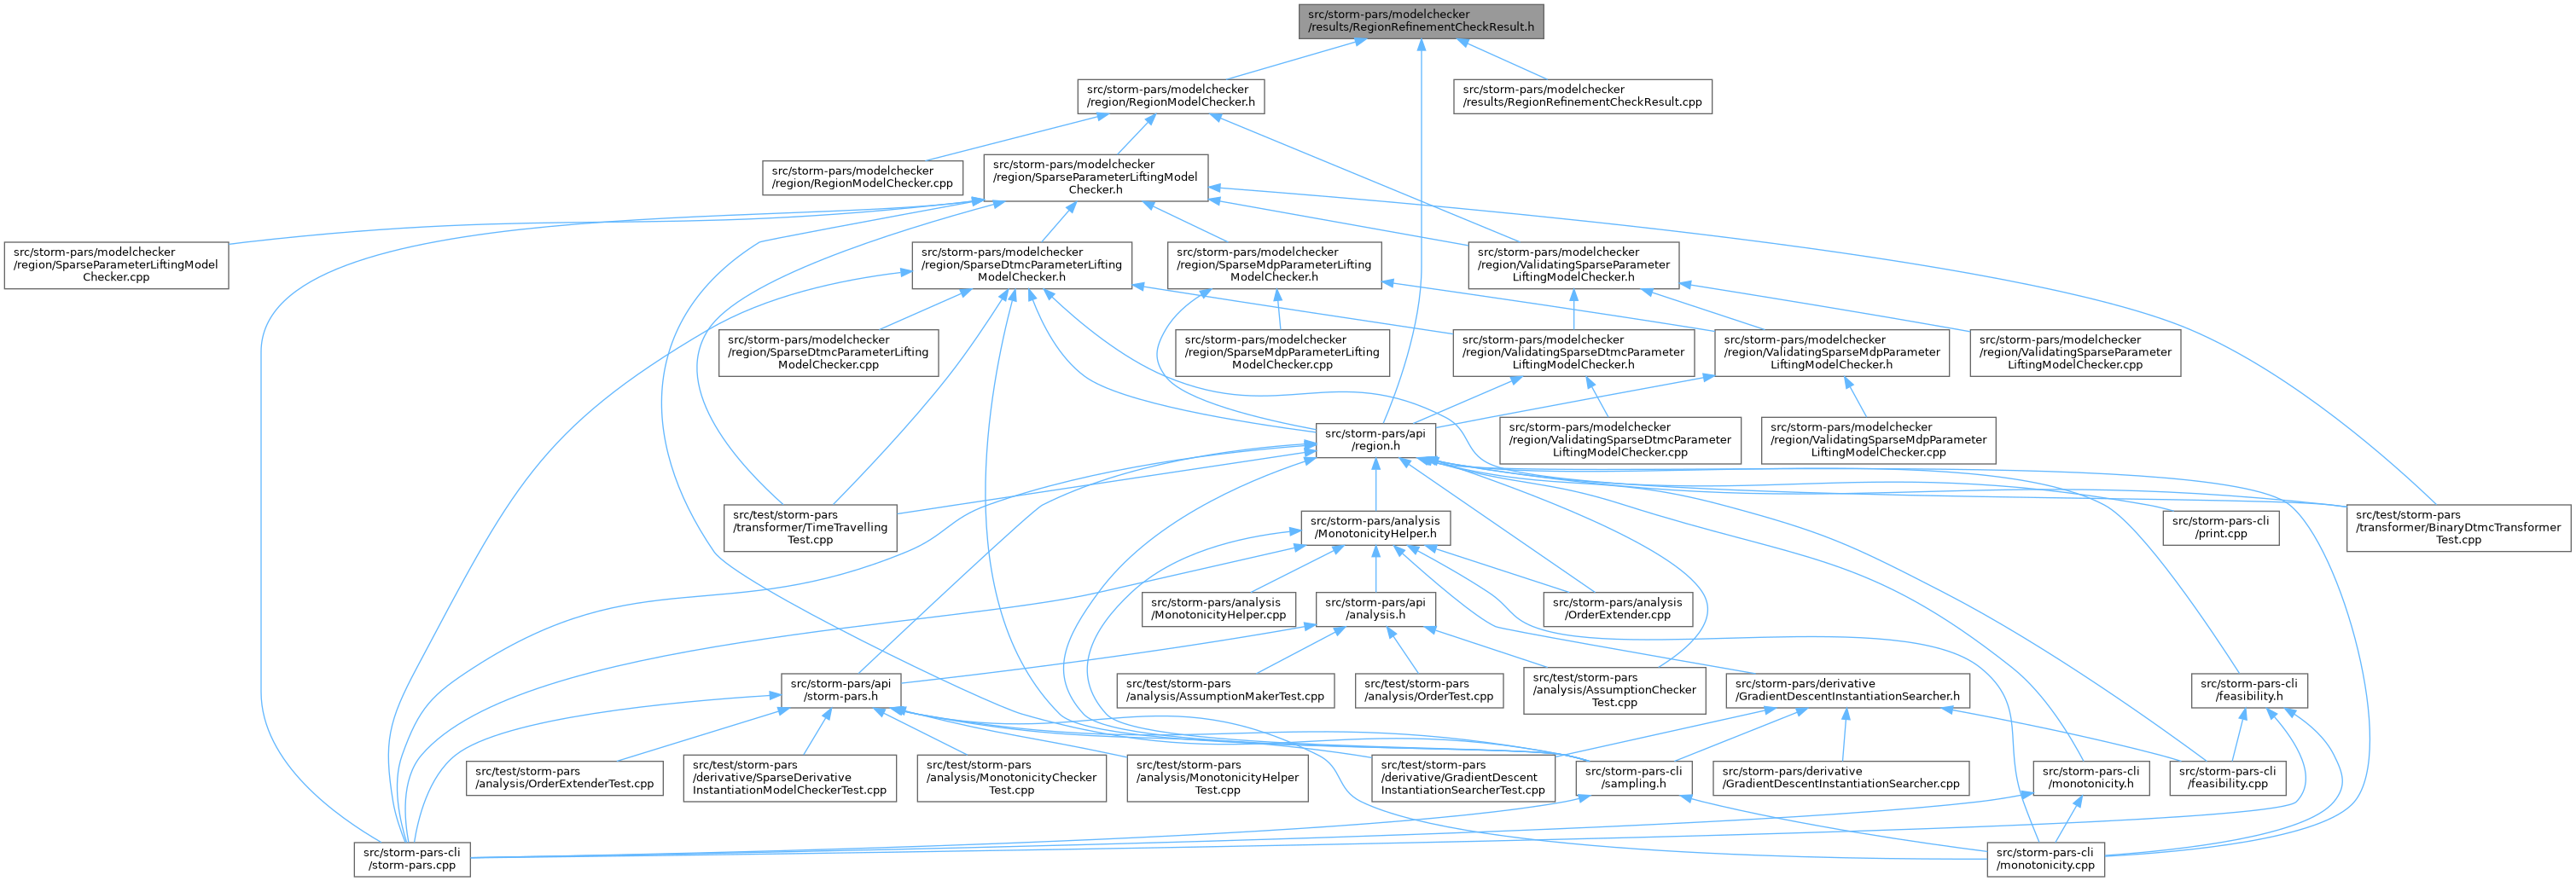 src/storm-pars/modelchecker
/results/RegionRefinementCheckResult.h
src/storm-pars/modelchecker
/region/RegionModelChecker.h
src/storm-pars/modelchecker
/results/RegionRefinementCheckResult.cpp
src/storm-pars/modelchecker
/region/RegionModelChecker.cpp
src/storm-pars/modelchecker
/region/SparseParameterLiftingModel
Checker.h
src/storm-pars/modelchecker
/region/SparseParameterLiftingModel
Checker.cpp
src/storm-pars/modelchecker
/region/SparseDtmcParameterLifting
ModelChecker.h
src/storm-pars/modelchecker
/region/SparseMdpParameterLifting
ModelChecker.h
src/storm-pars/modelchecker
/region/ValidatingSparseParameter
LiftingModelChecker.h
src/storm-pars/modelchecker
/region/SparseDtmcParameterLifting
ModelChecker.cpp
src/storm-pars/modelchecker
/region/SparseMdpParameterLifting
ModelChecker.cpp
src/storm-pars/modelchecker
/region/ValidatingSparseDtmcParameter
LiftingModelChecker.h
src/storm-pars/modelchecker
/region/ValidatingSparseMdpParameter
LiftingModelChecker.h
src/storm-pars/modelchecker
/region/ValidatingSparseParameter
LiftingModelChecker.cpp
src/storm-pars/api
/region.h
src/storm-pars/modelchecker
/region/ValidatingSparseDtmcParameter
LiftingModelChecker.cpp
src/storm-pars/modelchecker
/region/ValidatingSparseMdpParameter
LiftingModelChecker.cpp
src/test/storm-pars
/transformer/TimeTravelling
Test.cpp
src/storm-pars/analysis
/MonotonicityHelper.h
src/storm-pars-cli
/print.cpp
src/test/storm-pars
/transformer/BinaryDtmcTransformer
Test.cpp
src/storm-pars/analysis
/MonotonicityHelper.cpp
src/storm-pars/api
/analysis.h
src/storm-pars/analysis
/OrderExtender.cpp
src/storm-pars/api
/storm-pars.h
src/test/storm-pars
/analysis/AssumptionMakerTest.cpp
src/test/storm-pars
/analysis/OrderTest.cpp
src/test/storm-pars
/analysis/AssumptionChecker
Test.cpp
src/storm-pars/derivative
/GradientDescentInstantiationSearcher.h
src/storm-pars-cli
/feasibility.h
src/test/storm-pars
/analysis/OrderExtenderTest.cpp
src/test/storm-pars
/derivative/SparseDerivative
InstantiationModelCheckerTest.cpp
src/test/storm-pars
/analysis/MonotonicityChecker
Test.cpp
src/test/storm-pars
/analysis/MonotonicityHelper
Test.cpp
src/test/storm-pars
/derivative/GradientDescent
InstantiationSearcherTest.cpp
src/storm-pars-cli
/sampling.h
src/storm-pars/derivative
/GradientDescentInstantiationSearcher.cpp
src/storm-pars-cli
/monotonicity.h
src/storm-pars-cli
/feasibility.cpp
src/storm-pars-cli
/storm-pars.cpp
src/storm-pars-cli
/monotonicity.cpp